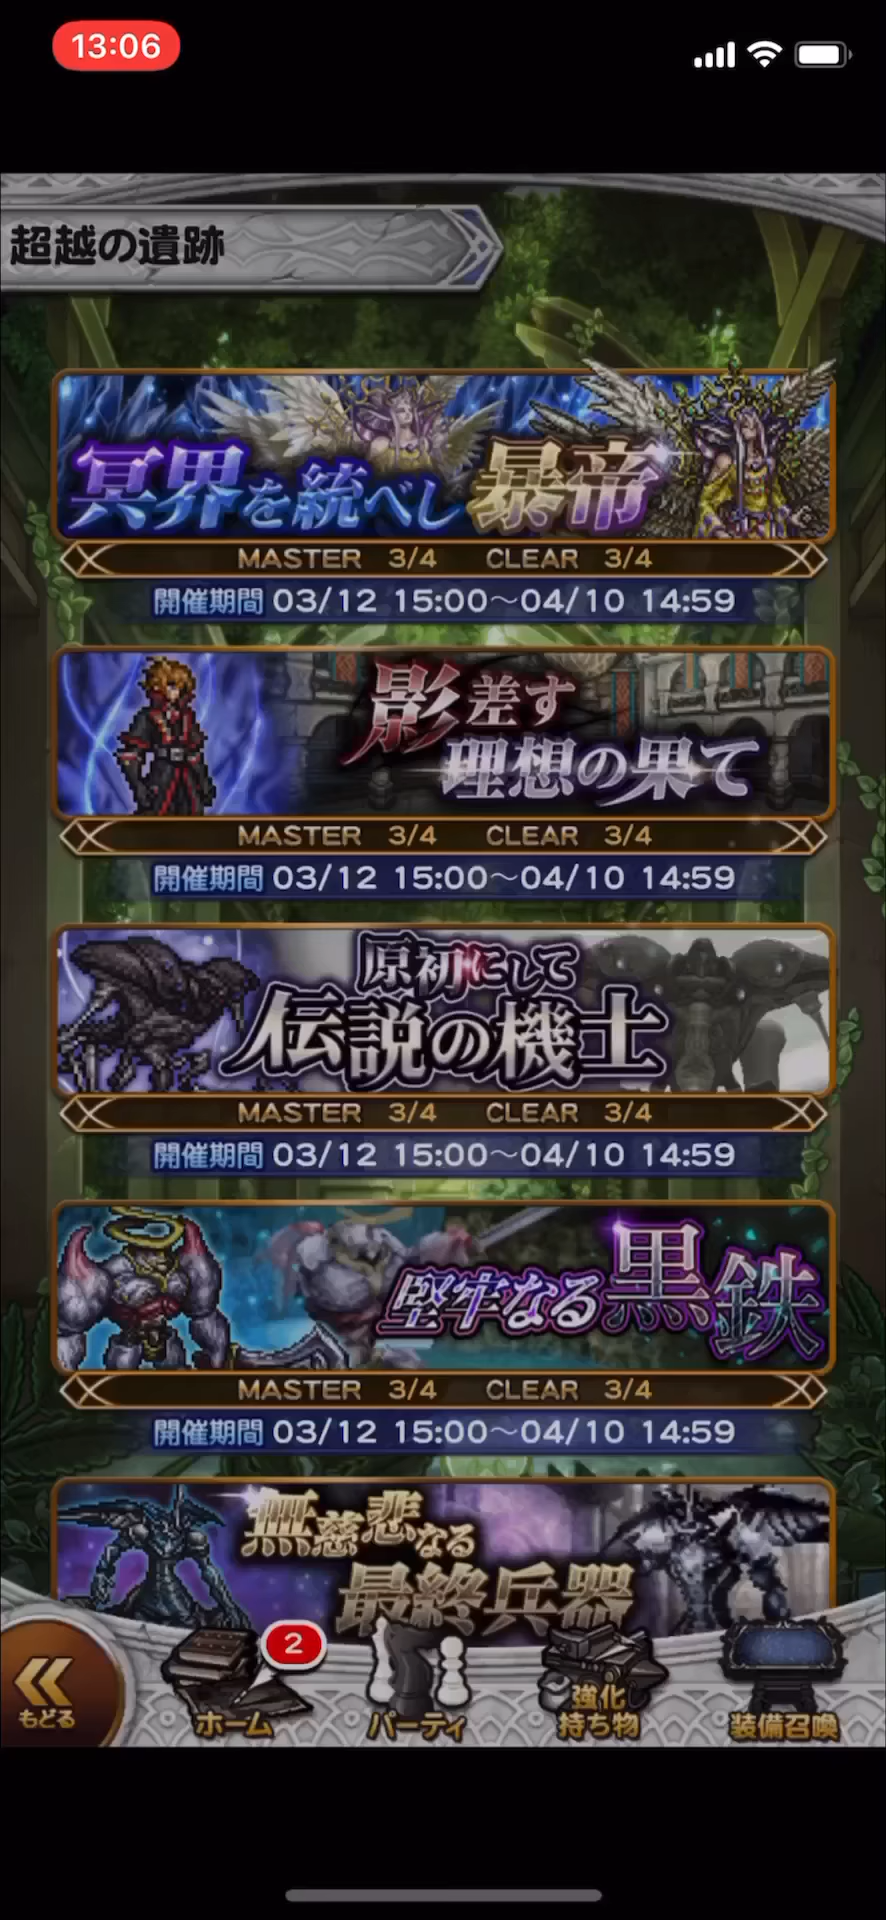 13:06
超越の遺跡
冥界を統べし暴帝
MASTER 3/4 CLEAR 3/4
開催期間 03/12 15:00～04/10 14:59
影差す
理想の果て
MASTER 3/4 CLEAR 3/4
開催期間 03/12 15:00～04/10 14:59
原初にして
伝説の機士
MASTER 3/4 CLEAR 3/4
開催期間 03/12 15:00～04/10 14:59
堅牢なる黒鉄
MASTER 3/4 CLEAR 3/4
開催期間 03/12 15:00～04/10 14:59
無慈悲なる
最終兵器
2
もどる
ホーム
パーティ
強化
持ち物
装備召喚